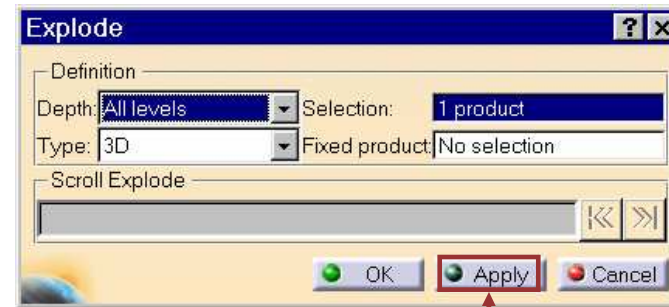 Explode
Definition
Depth: All levels Selection: 1 product
Type: 3D Fixed product: No selection
Scroll Explode
OK Apply Cancel